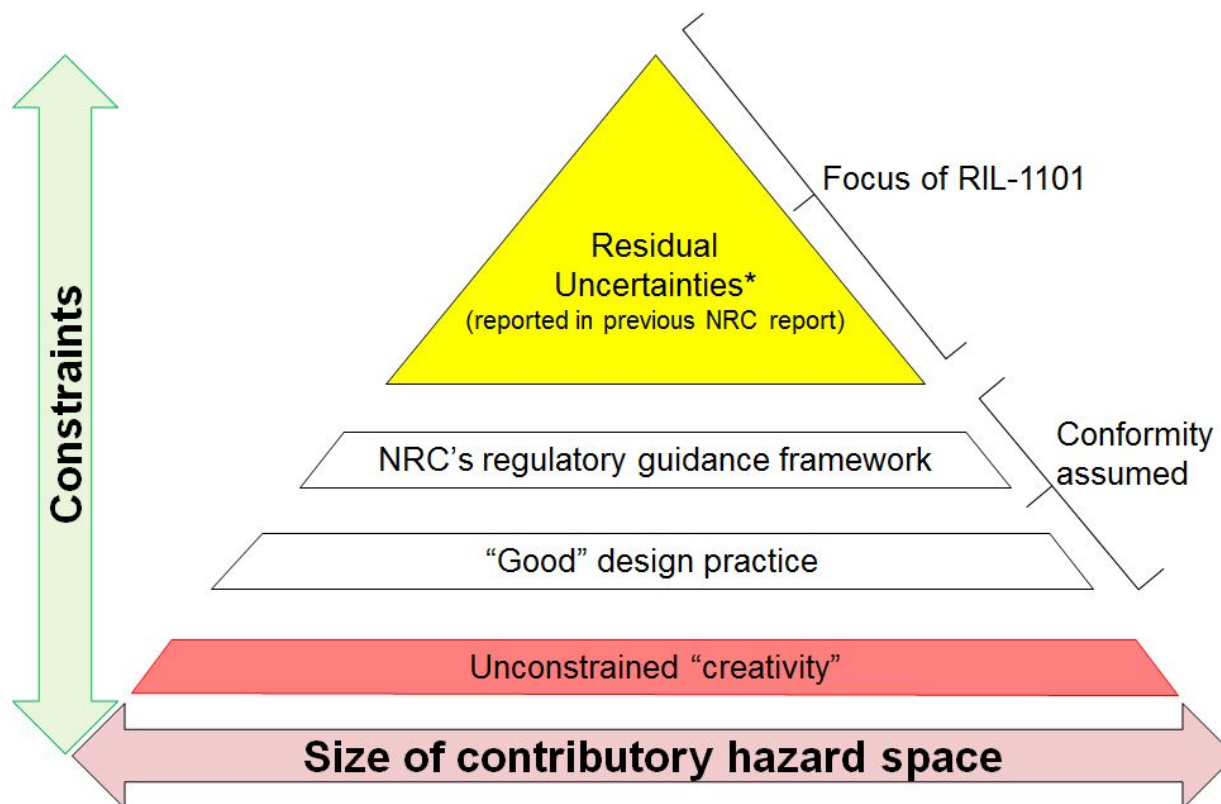 Focus of RIL-1101
Residual
Uncertainties*
(reported in previous NRC report)
Constraints
NRC’s regulatory guidance framework
Conformity
assumed
“Good” design practice
Unconstrained “creativity”
Size of contributory hazard space